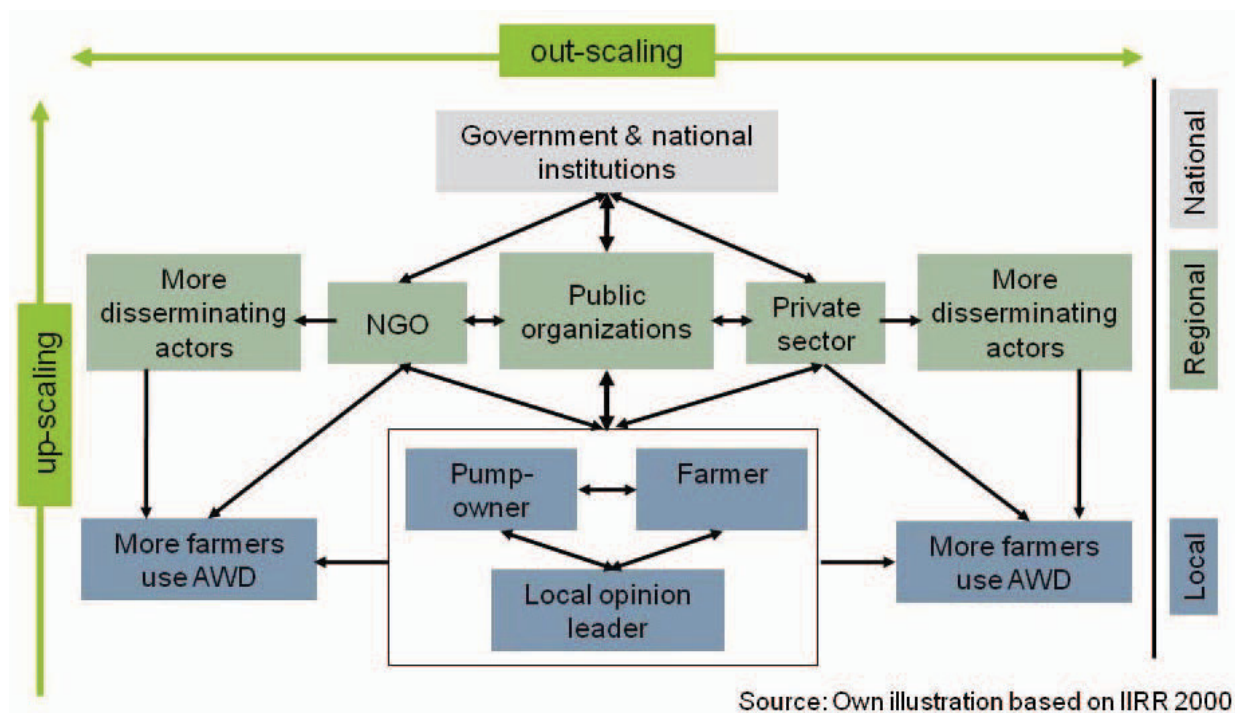 out-scaling
up-scaling
Government & national
institutions
National
More
disserminating
actors
NGO
Public
organizations
Private
sector
More
disserminating
actors
Regional
Pump-
owner
Farmer
Local opinion
leader
More farmers
use AWD
More farmers
use AWD
Local
Source: Own illustration based on IIRR 2000